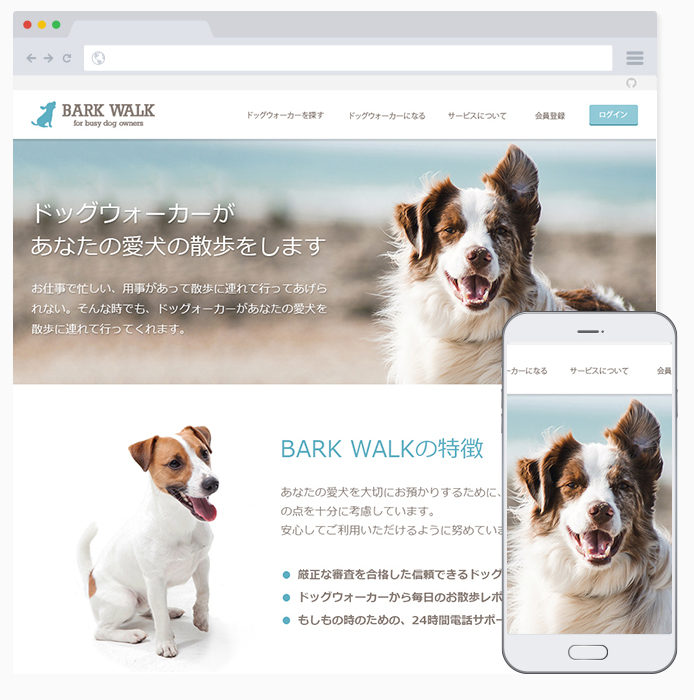 BARK WALK
for busy dog owners
ドッグウォーカーを探す
ドッグウォーカーになる
サービスについて
会員登録
ログイン
ドッグウォーカーが
あなたの愛犬の散歩をします
お仕事で忙しい、用事があって散歩に連れて行ってあげら
れない。そんな時でも、ドッグォーカーがあなたの愛犬を
散歩に連れて行ってくれます。
BARK WALKの特徴
あなたの愛犬を大切にお預かりするために、
の点を十分に考慮しています。
安心してご利用いただけるように努めていま
厳正な審査を合格した信頼できるドッグ
ドッグウォーカーから毎日のお散歩レポ
もしもの時のための、24時間電話サポー
ーカーになる
サービスについて
会員